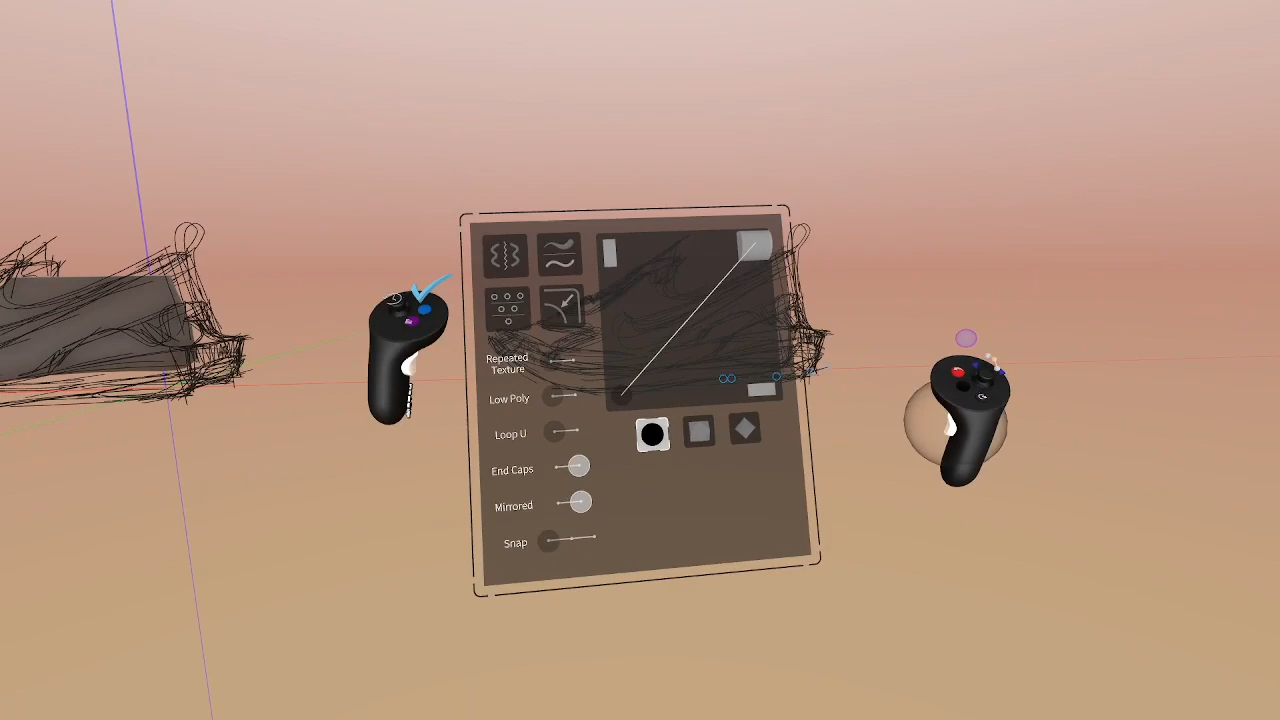 Repeated
Texture
Low Poly
Loop U
End Caps
Mirrored
Snap